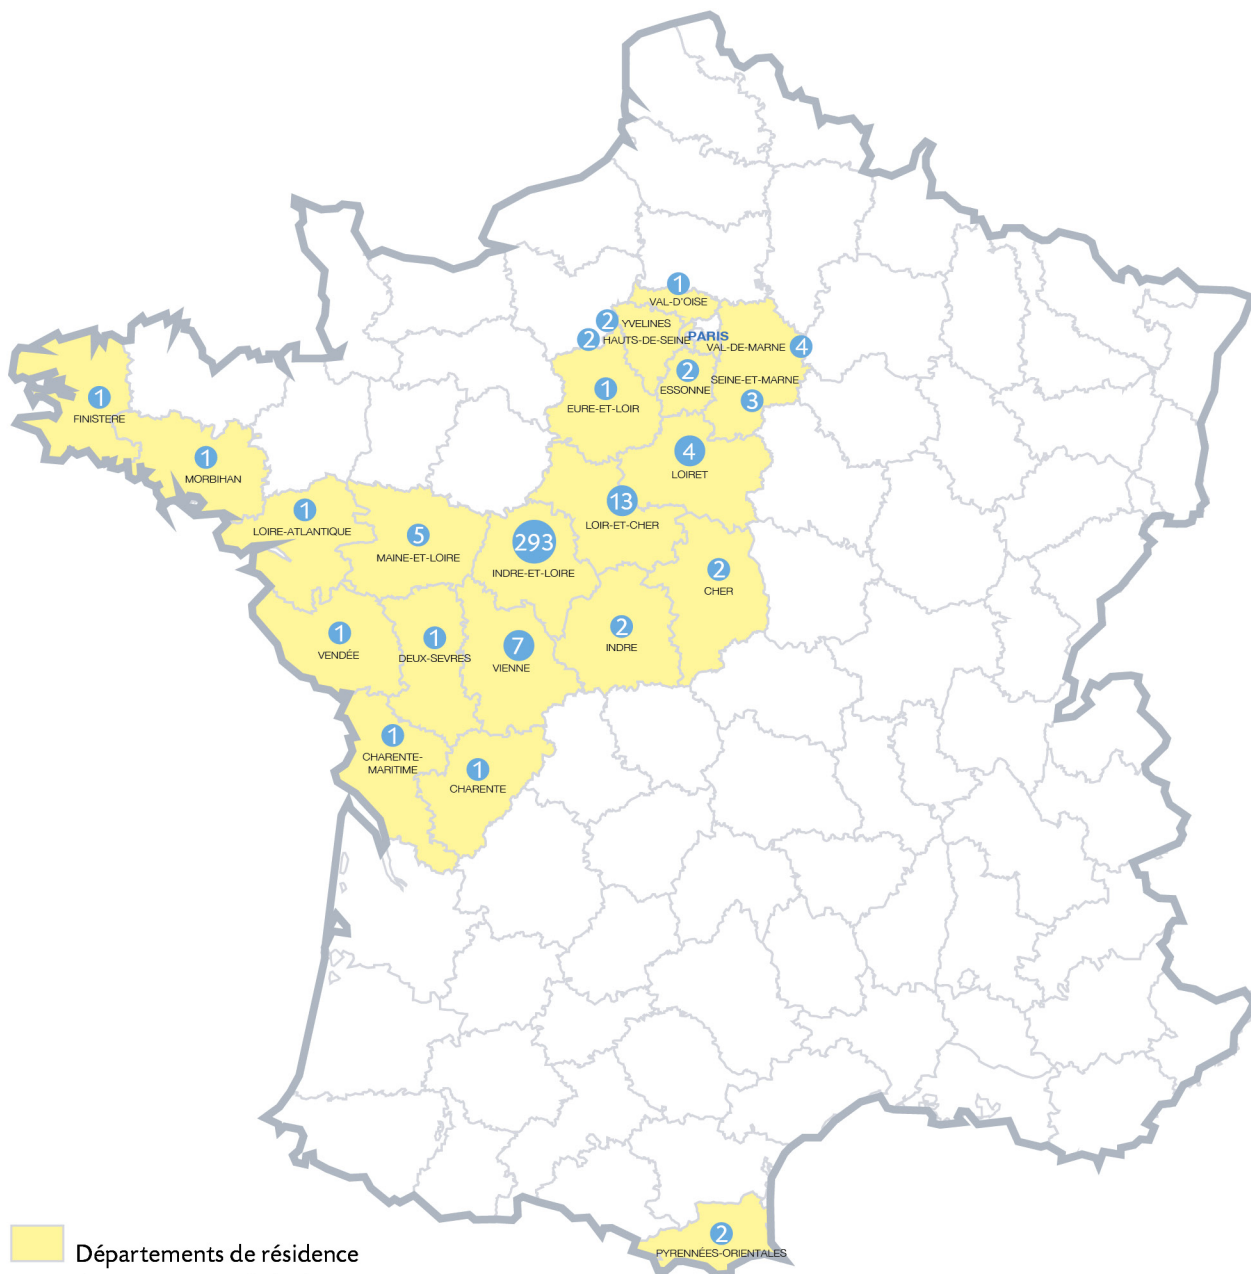 1
VAL-D'OISE
2
YVELINES
2
HAUTS-DE-SEINE
PARIS
VAL-DE-MARNE
4
2
ESSONNE
SEINE-ET-MARNE
3
1
EURE-ET-LOIR
1
FINISTERE
1
MORBIHAN
4
LOIRET
13
LOIR-ET-CHER
1
LOIRE-ATLANTIQUE
5
MAINE-ET-LOIRE
293
INDRE-ET-LOIRE
2
CHER
1
VENDÉE
1
DEUX-SEVRES
7
VIENNE
2
INDRE
1
CHARENTE-
MARITIME
1
CHARENTE
2
PYRENNÉES-ORIENTALES
Départements de résidence